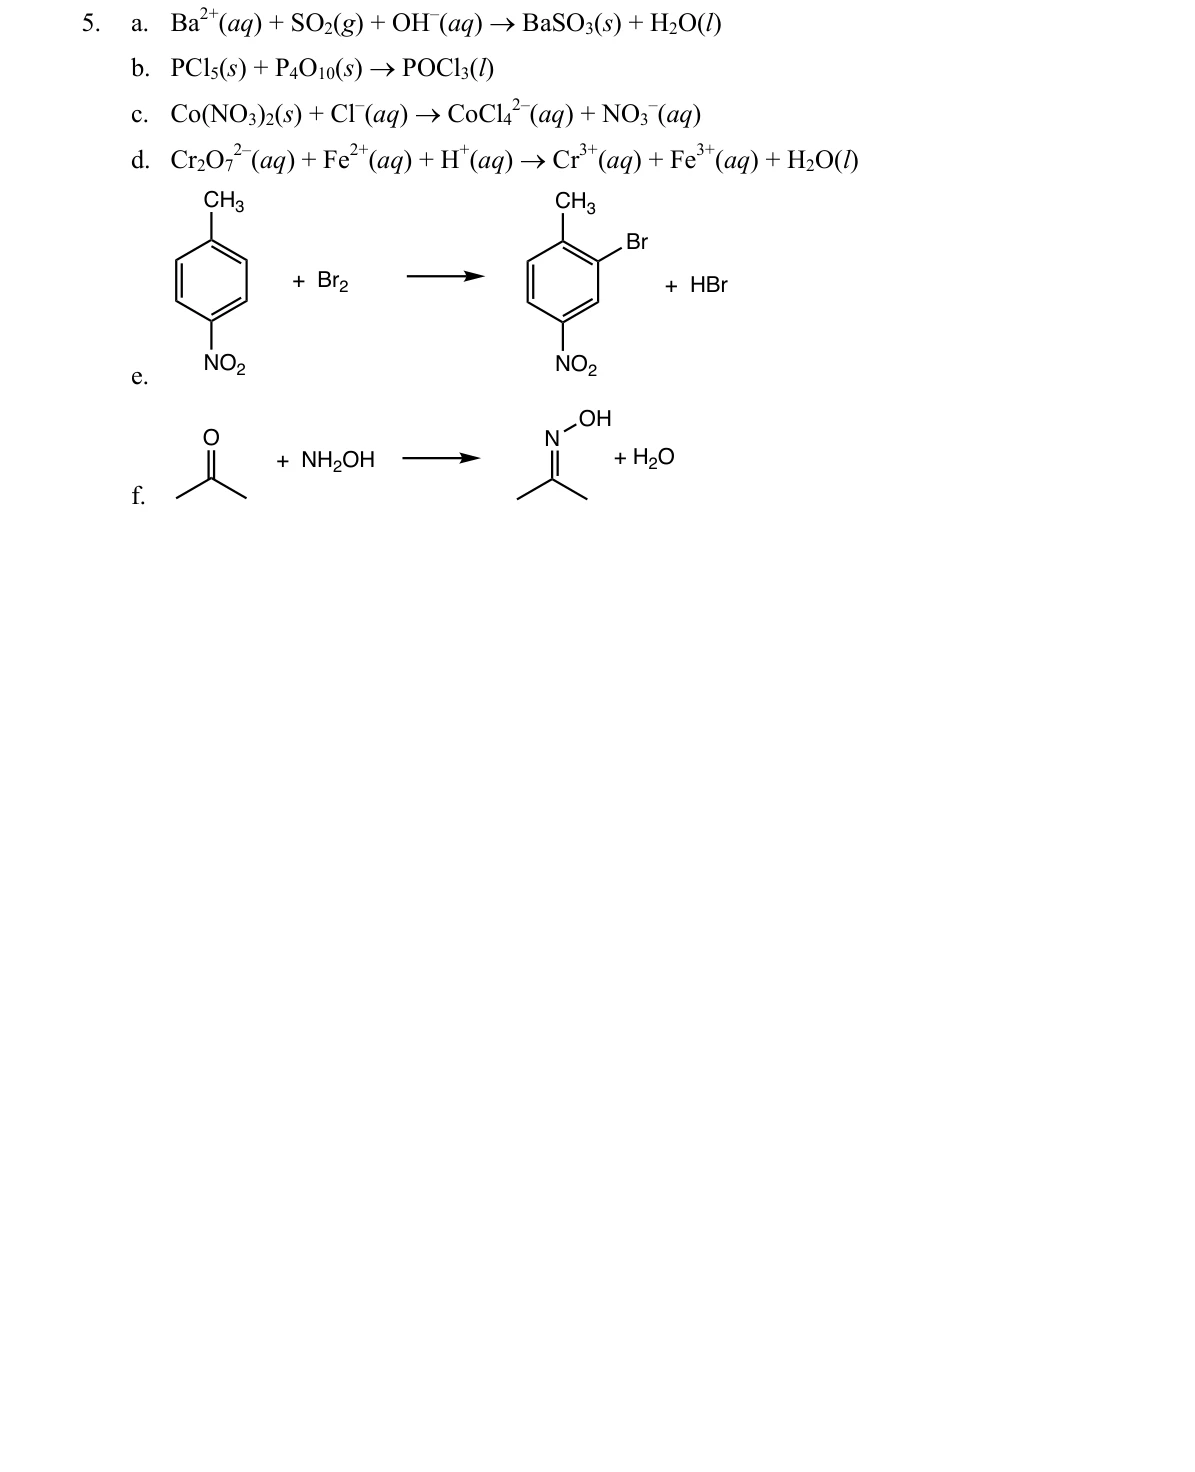 5. a. Ba²⁺(aq) + SO₂(g) + OH⁻(aq) → BaSO₃(s) + H₂O(l)
b. PCl₅(s) + P₄O₁₀(s) → POCl₃(l)
c. Co(NO₃)₂(s) + Cl⁻(aq) → CoCl₄²⁻(aq) + NO₃⁻(aq)
d. Cr₂O₇²⁻(aq) + Fe²⁺(aq) + H⁺(aq) → Cr³⁺(aq) + Fe³⁺(aq) + H₂O(l)
CH₃ CH₃
Br
+ Br₂ + HBr
NO₂ NO₂
e.
OH
O N
+ NH₂OH + H₂O
f.